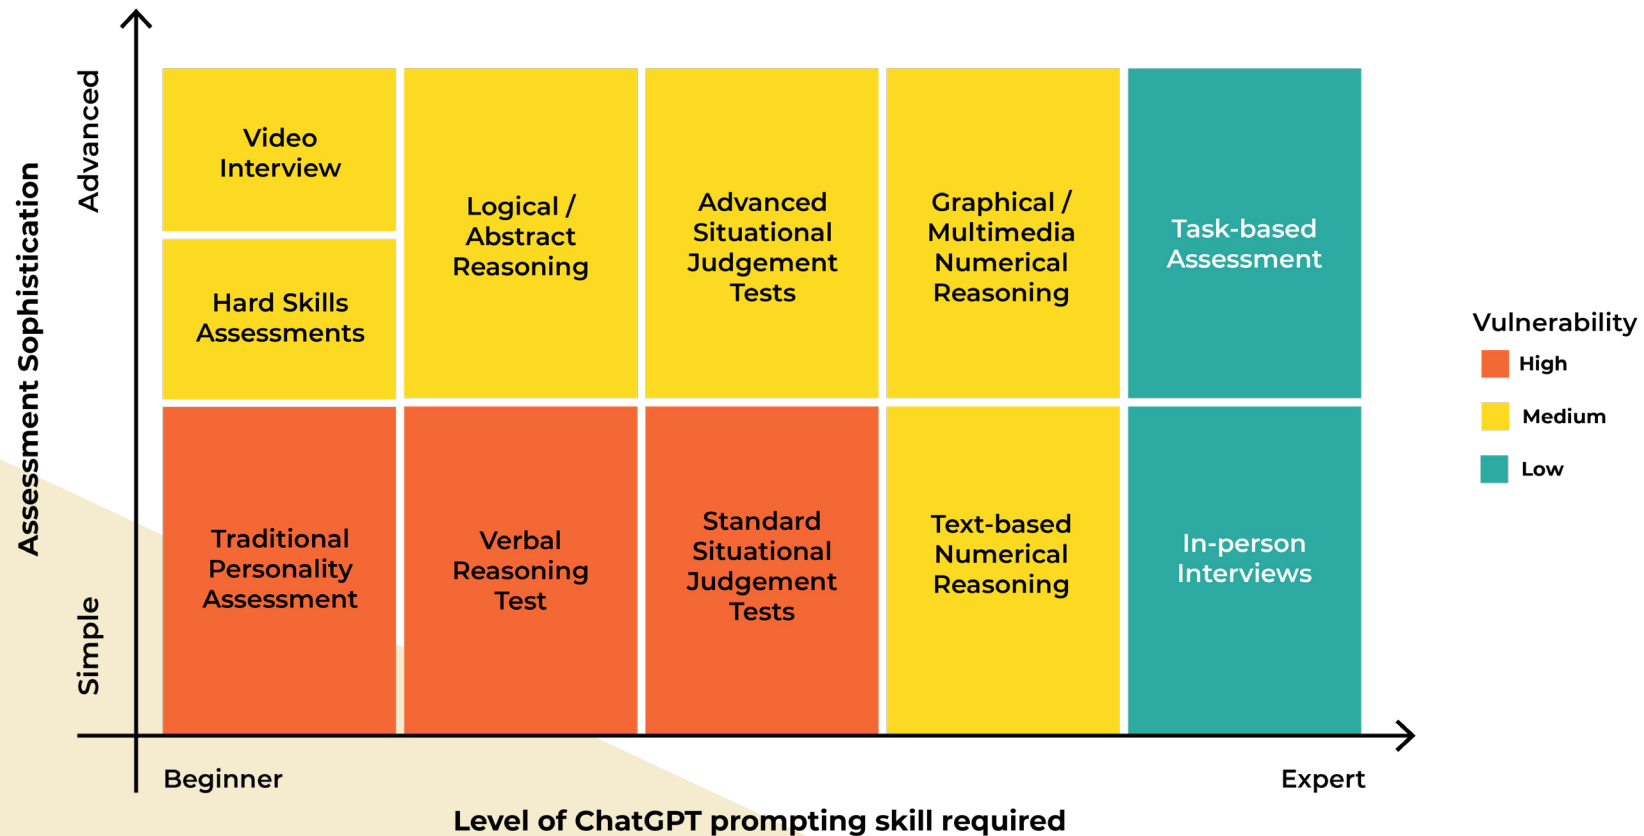 Assessment Sophistication
Advanced
Simple
Video
Interview
Hard Skills
Assessments
Logical /
Abstract
Reasoning
Advanced
Situational
Judgement
Tests
Graphical /
Multimedia
Numerical
Reasoning
Task-based
Assessment
Traditional
Personality
Assessment
Verbal
Reasoning
Test
Standard
Situational
Judgement
Tests
Text-based
Numerical
Reasoning
In-person
Interviews
Vulnerability
High
Medium
Low
Beginner
Expert
Level of ChatGPT prompting skill required